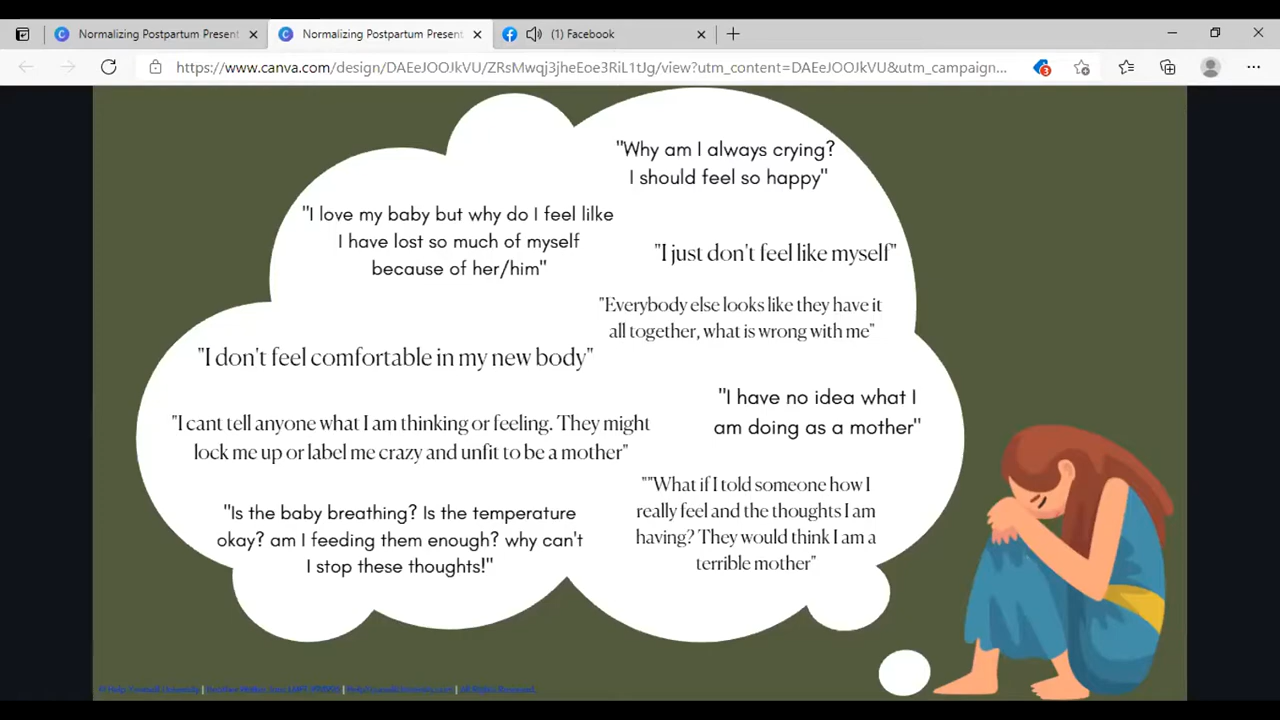 Normalizing Postpartum Present
Normalizing Postpartum Present
(1) Facebook
https://www.canva.com/design/DAEeJOOJkVU/ZRsMwqj3jheEoe3RiL1tJg/view?utm_content=DAEeJOOJkVU&utm_campaign...
3
"Why am I always crying?
I should feel so happy"
"I love my baby but why do I feel lilke
I have lost so much of myself
because of her/him"
"I just don't feel like myself"
"Everybody else looks like they have it
all together, what is wrong with me"
"I don't feel comfortable in my new body"
"I have no idea what I
am doing as a mother"
"I cant tell anyone what I am thinking or feeling. They might
lock me up or label me crazy and unfit to be a mother"
""What if I told someone how I
really feel and the thoughts I am
having? They would think I am a
terrible mother"
"Is the baby breathing? Is the temperature
okay? am I feeding them enough? why can't
I stop these thoughts!"